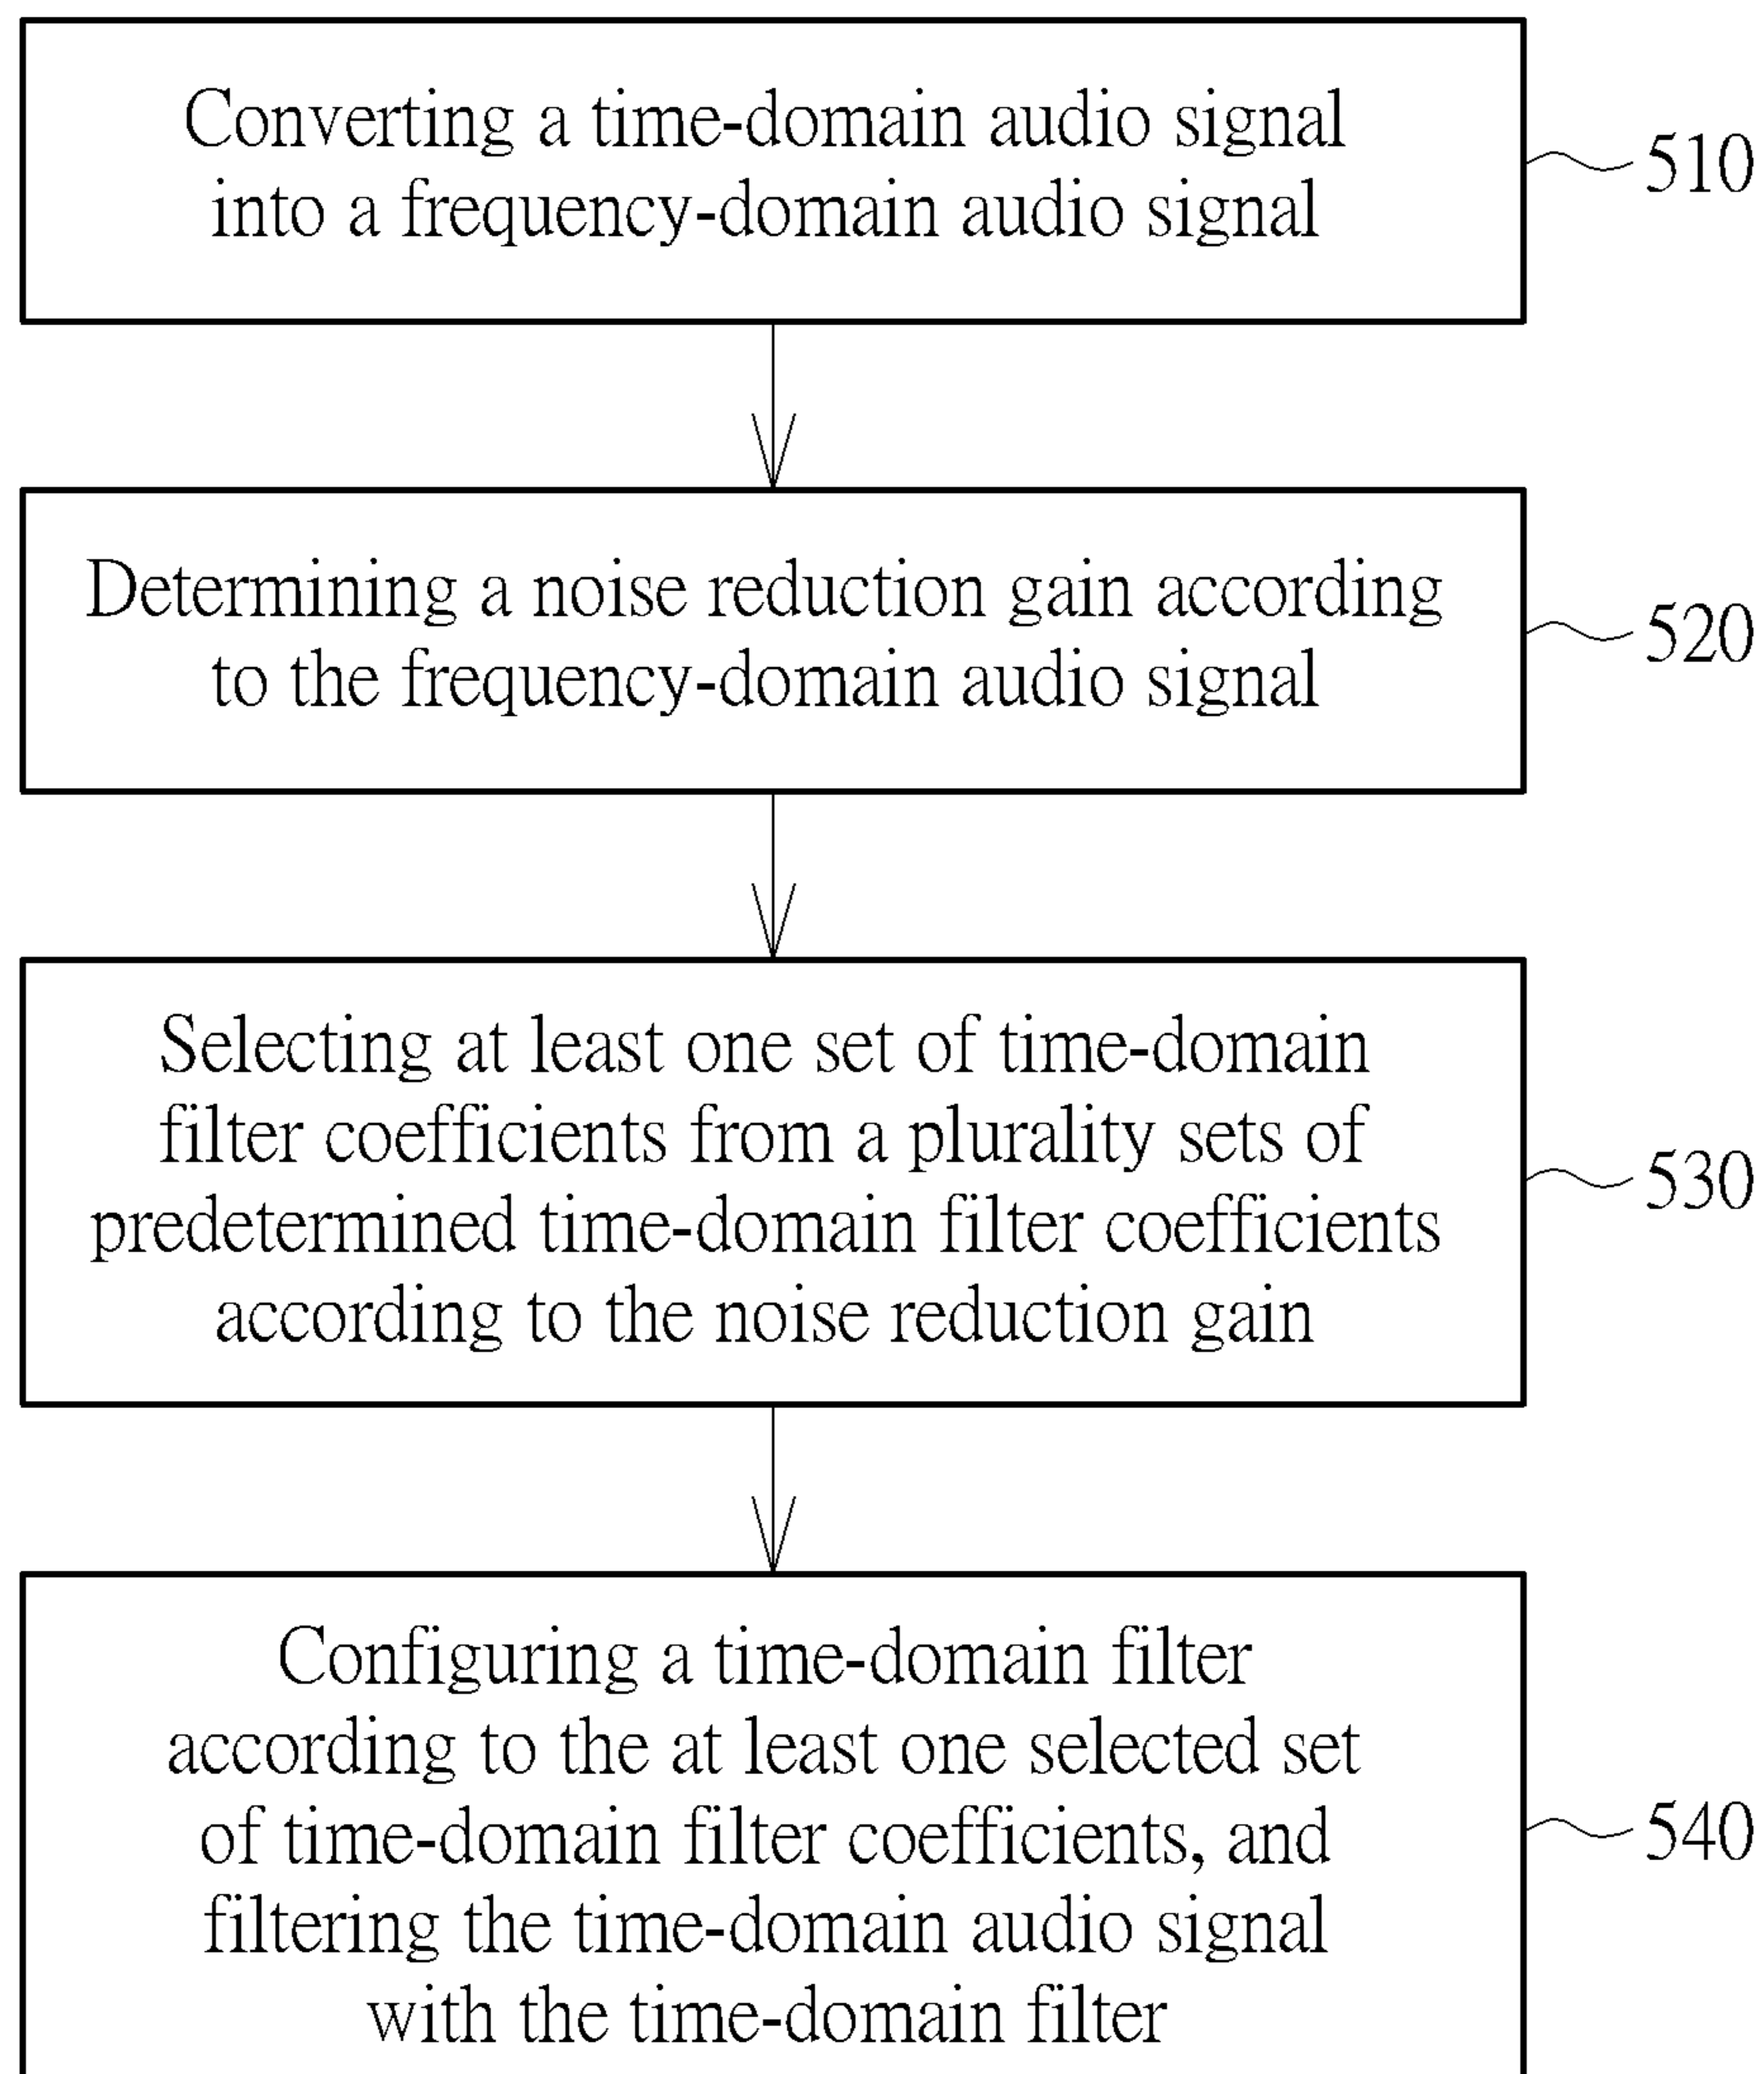 Converting a time-domain audio signal
into a frequency-domain audio signal
510
Determining a noise reduction gain according
to the frequency-domain audio signal
520
Selecting at least one set of time-domain
filter coefficients from a plurality sets of
predetermined time-domain filter coefficients
according to the noise reduction gain
530
Configuring a time-domain filter
according to the at least one selected set
of time-domain filter coefficients, and
filtering the time-domain audio signal
with the time-domain filter
540